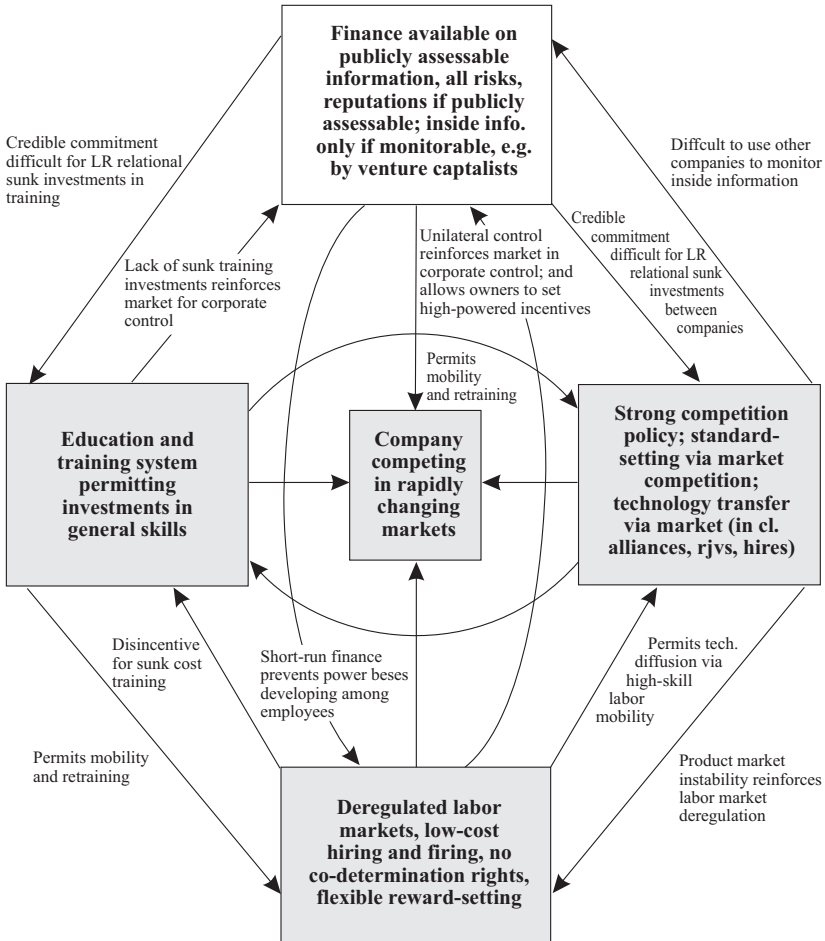 Finance available on
publicly assessable
information, all risks,
reputations if publicly
assessable; inside info.
only if monitorable, e.g.
by venture captalists
Credible commitment
difficult for LR relational
sunk investments in
training
Diffcult to use other
companies to monitor
inside information
Lack of sunk training
investments reinforces
market for corporate
control
Unilateral control
reinforces market in
corporate control; and
allows owners to set
high-powered incentives
Credible
commitment
difficult for LR
relational sunk
investments
between
companies
Permits
mobility
and retraining
Education and
training system
permitting
investments in
general skills
Company
competing
in rapidly
changing
markets
Strong competition
policy; standard-
setting via market
competition;
technology transfer
via market (in cl.
alliances, rjvs, hires)
Disincentive
for sunk cost
training
Short-run finance
prevents power beses
developing among
employees
Permits tech.
diffusion via
high-skill
labor
mobility
Permits mobility
and retraining
Product market
instability reinforces
labor market
deregulation
Deregulated labor
markets, low-cost
hiring and firing, no
co-determination rights,
flexible reward-setting